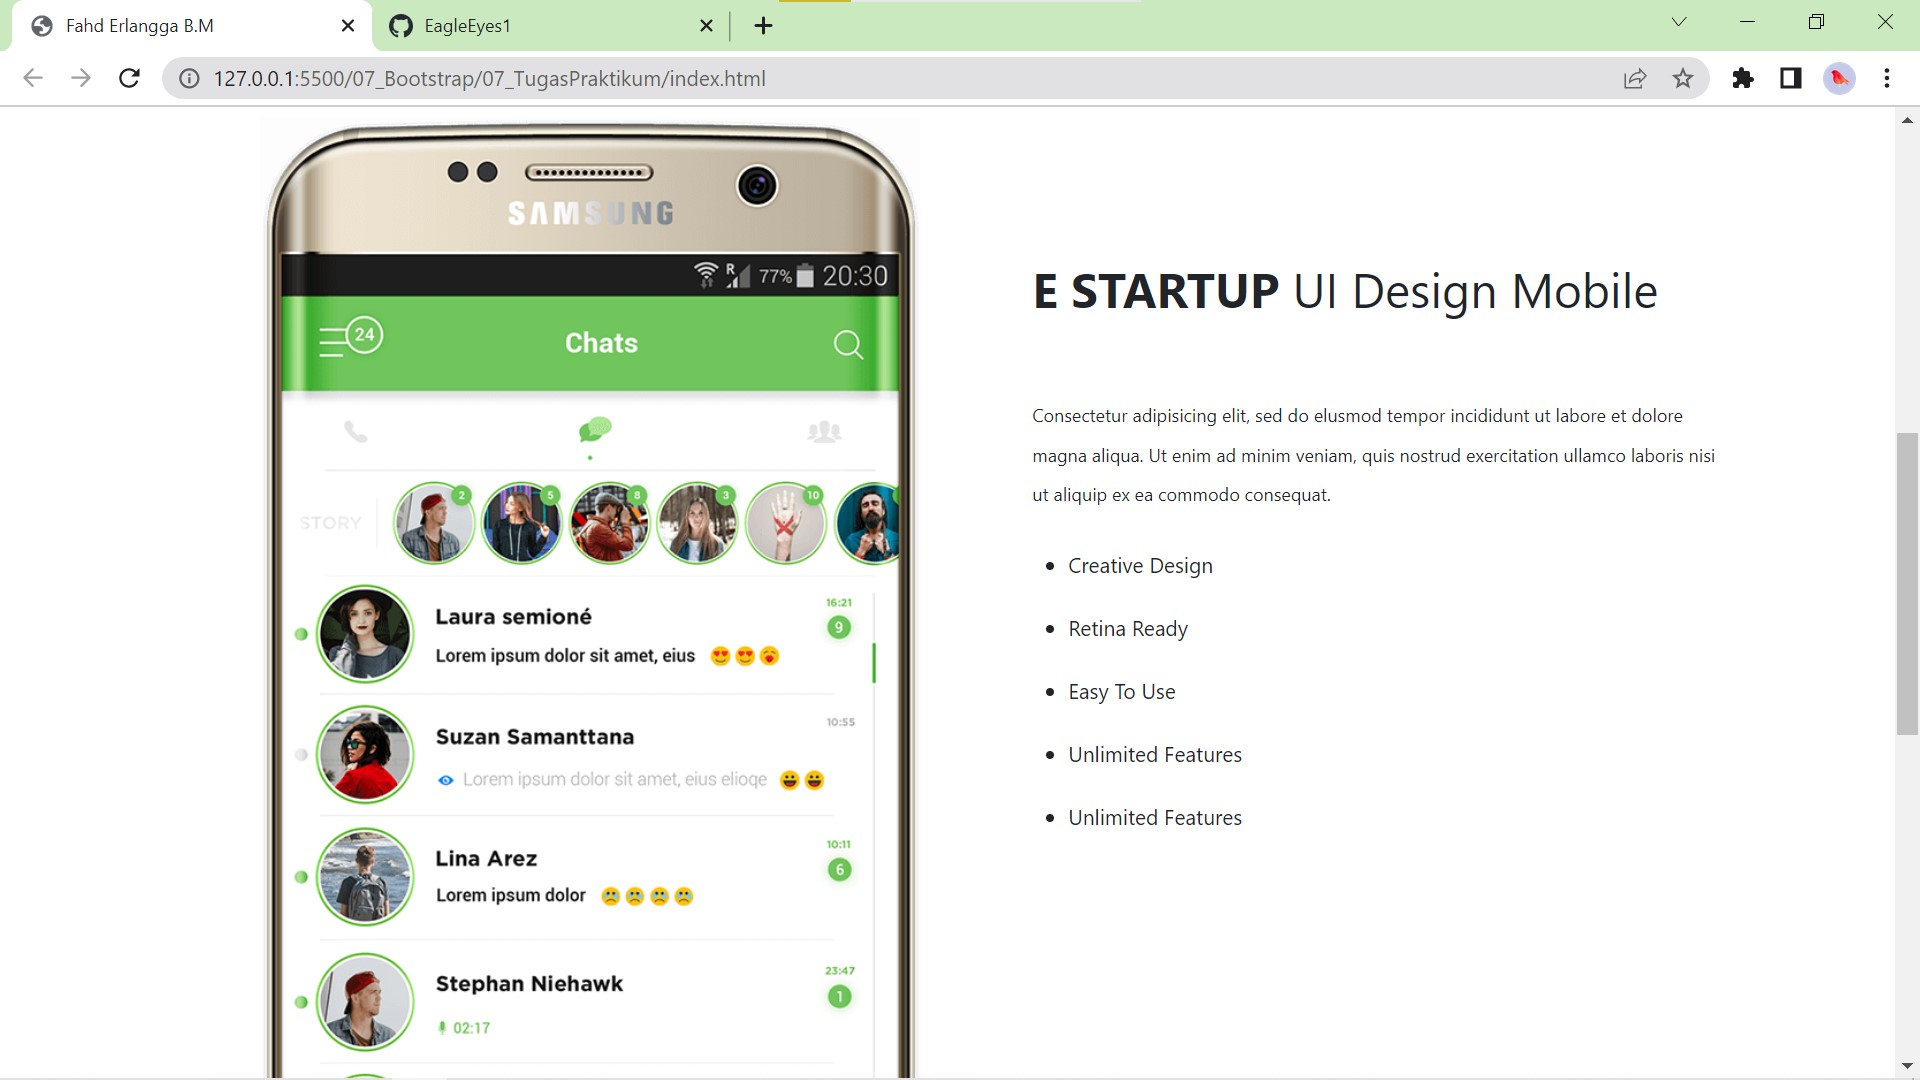 Fahd Erlangga B.M
EagleEyes1
127.0.0.1:5500/07_Bootstrap/07_TugasPraktikum/index.html
SAMSUNG
R 77% 20:30
24
Chats
STORY
2
5
8
3
10
Laura semioné
16:21
Lorem ipsum dolor sit amet, eius
9
Suzan Samanttana
10:55
Lorem ipsum dolor sit amet, eius elioqe
Lina Arez
10:11
6
Lorem ipsum dolor
Stephan Niehawk
23:47
1
02:17
E STARTUP UI Design Mobile
Consectetur adipisicing elit, sed do elusmod tempor incididunt ut labore et dolore
magna aliqua. Ut enim ad minim veniam, quis nostrud exercitation ullamco laboris nisi
ut aliquip ex ea commodo consequat.
Creative Design
Retina Ready
Easy To Use
Unlimited Features
Unlimited Features